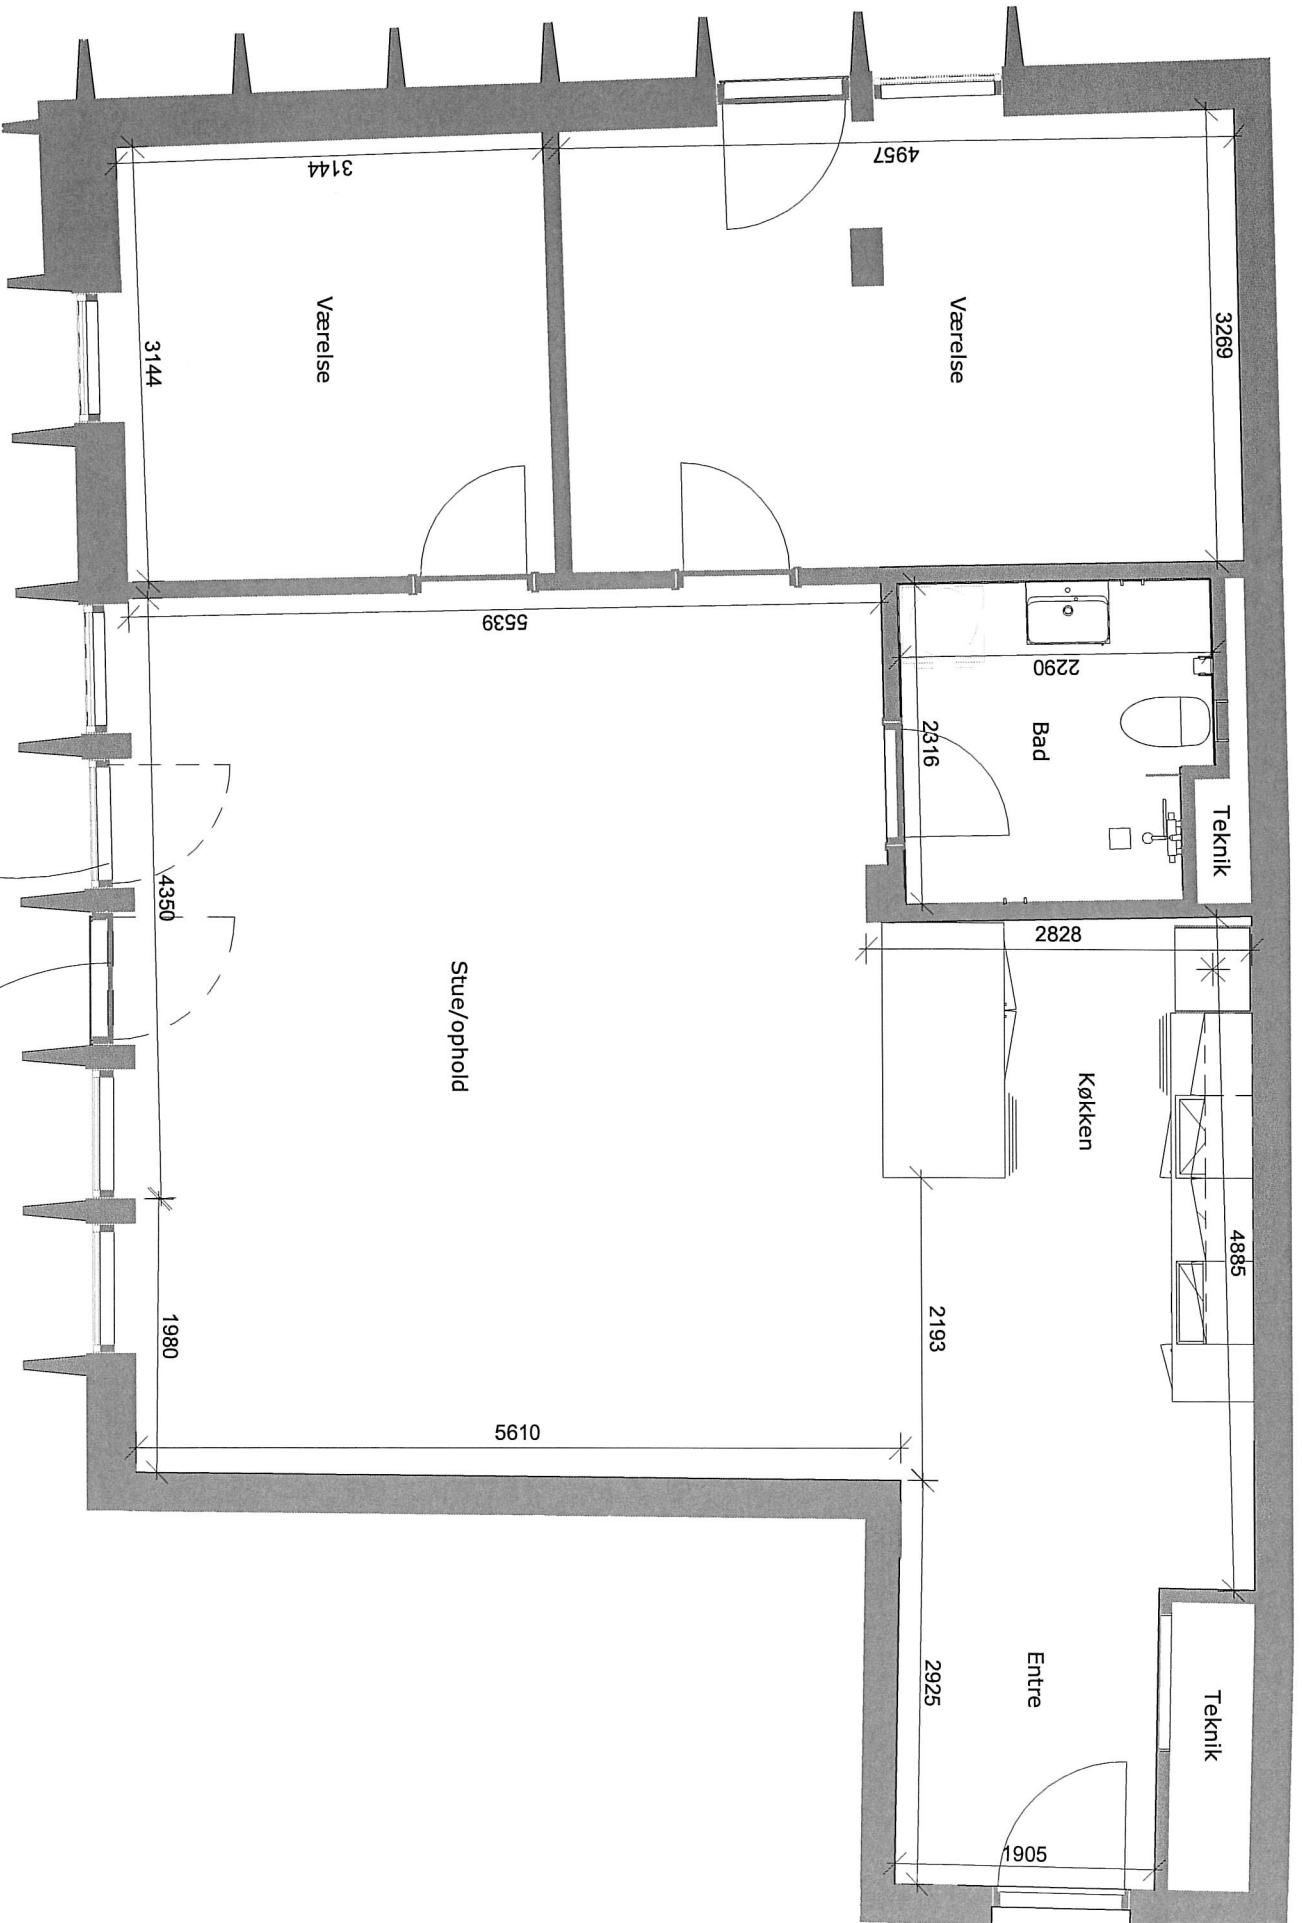 3144
4957
Værelse
Værelse
3269
3144
5539
2290
2316
Bad
Teknik
4350
2828
Stue/ophold
Køkken
4885
1980
2193
5610
2925
Entre
Teknik
1905